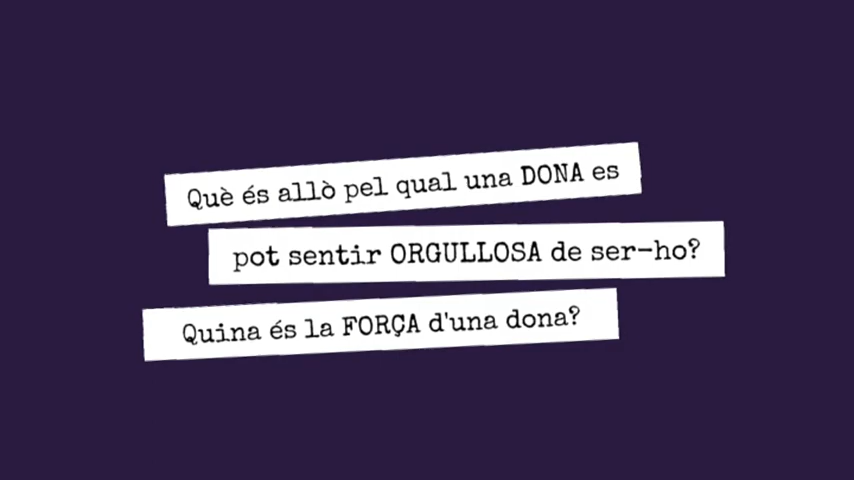 Què és allò pel qual una DONA es
pot sentir ORGULLOSA de ser-ho?
Quina és la FORÇA d'una dona?